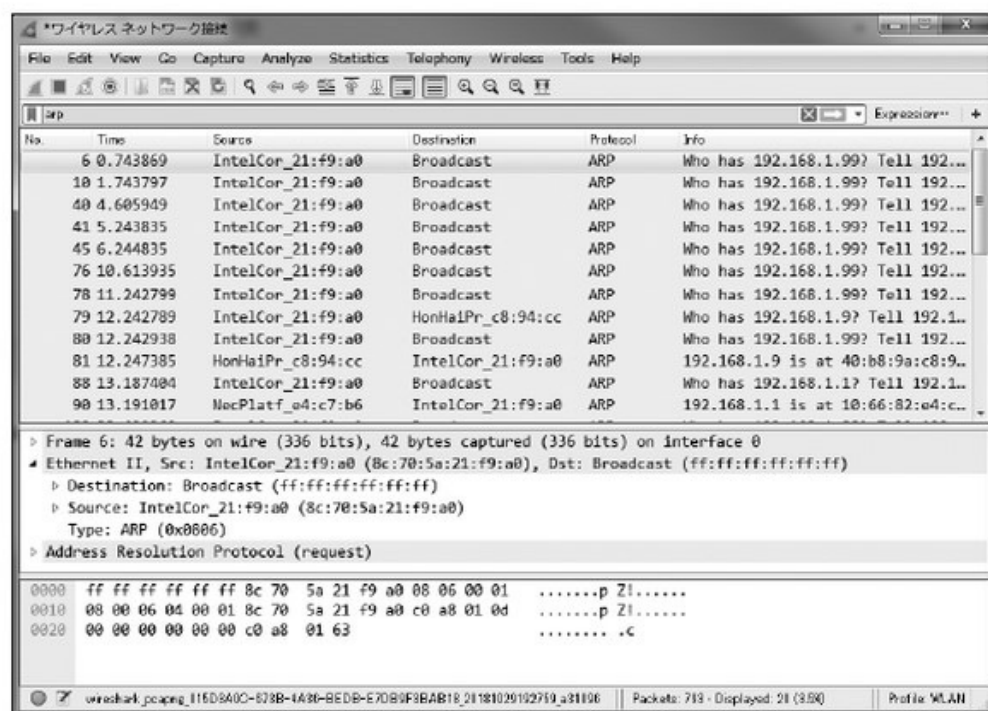 *ワイヤレス ネットワーク接続
File Edit View Go Capture Analyze Statistics Telephony Wireless Tools Help
arp Expression… +
No. Time Source Destination Protocol Info
6 0.743869 IntelCor_21:f9:a0 Broadcast ARP Who has 192.168.1.99? Tell 192…
10 1.743797 IntelCor_21:f9:a0 Broadcast ARP Who has 192.168.1.99? Tell 192…
40 4.605949 IntelCor_21:f9:a0 Broadcast ARP Who has 192.168.1.99? Tell 192…
41 5.243835 IntelCor_21:f9:a0 Broadcast ARP Who has 192.168.1.99? Tell 192…
45 6.244835 IntelCor_21:f9:a0 Broadcast ARP Who has 192.168.1.99? Tell 192…
76 10.613935 IntelCor_21:f9:a0 Broadcast ARP Who has 192.168.1.99? Tell 192…
78 11.242799 IntelCor_21:f9:a0 Broadcast ARP Who has 192.168.1.99? Tell 192…
79 12.242789 IntelCor_21:f9:a0 HonHaiPr_c8:94:cc ARP Who has 192.168.1.9? Tell 192.1…
80 12.242938 IntelCor_21:f9:a0 Broadcast ARP Who has 192.168.1.99? Tell 192…
81 12.247385 HonHaiPr_c8:94:cc IntelCor_21:f9:a0 ARP 192.168.1.9 is at 40:b8:9a:c8:9…
88 13.187404 IntelCor_21:f9:a0 Broadcast ARP Who has 192.168.1.1? Tell 192.1…
90 13.191017 NecPlatf_e4:c7:b6 IntelCor_21:f9:a0 ARP 192.168.1.1 is at 10:66:82:e4:c…
Frame 6: 42 bytes on wire (336 bits), 42 bytes captured (336 bits) on interface 0
Ethernet II, Src: IntelCor_21:f9:a0 (8c:70:5a:21:f9:a0), Dst: Broadcast (ff:ff:ff:ff:ff:ff)
Destination: Broadcast (ff:ff:ff:ff:ff:ff)
Source: IntelCor_21:f9:a0 (8c:70:5a:21:f9:a0)
Type: ARP (0x0806)
Address Resolution Protocol (request)
0000 ff ff ff ff ff ff 8c 70 5a 21 f9 a0 08 06 00 01 .......p Z!......
0010 08 00 06 04 00 01 8c 70 5a 21 f9 a0 c0 a8 01 0d .......p Z!......
0020 00 00 00 00 00 00 c0 a8 01 63 ........ .c
Packets: 713 · Displayed: 21 Profile: WLAN